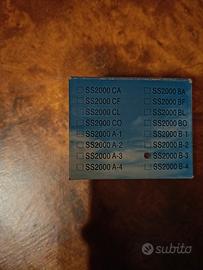 SS2000 CA
SS2000 BA
SS2000 CF
SS2000 BF
SS2000 CL
SS2000 BL
SS2000 CO
SS2000 BO
SS2000 A-1
SS2000 B-1
SS2000 A-2
SS2000 B-2
SS2000 A-3
SS2000 B-3
SS2000 A-4
SS2000 B-4
subito